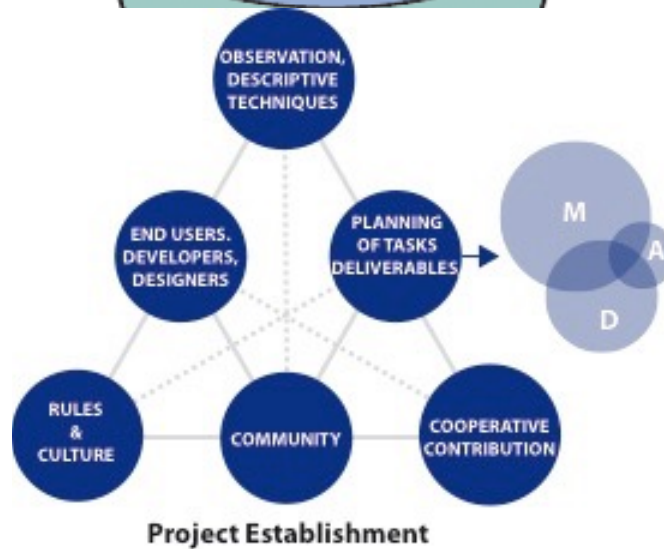 OBSERVATION,
DESCRIPTIVE
TECHNIQUES
END USERS.
DEVELOPERS,
DESIGNERS
PLANNING
OF TASKS
DELIVERABLES
M
A
D
RULES
&
CULTURE
COMMUNITY
COOPERATIVE
CONTRIBUTION
Project Establishment